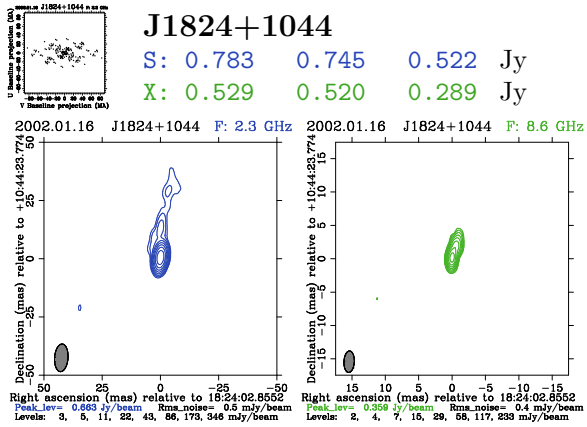 J1824+1044
J1824+1044
S: 0.783 0.745 0.522 Jy
X: 0.529 0.520 0.289 Jy
U Baseline projection (MA)
V Baseline projection (MA)
2002.01.16 J1824+1044 F: 2.3 GHz
Declination (mas) relative to +10:44:23.774
50
25
0
−25
−50
50 25 0 −25 −50
Right ascension (mas) relative to 18:24:02.8552
Peak_lev= 0.663 Jy/beam Rms_noise= 0.5 mJy/beam
Levels: 3, 5, 11, 22, 43, 86, 173, 346 mJy/beam
2002.01.16 J1824+1044 F: 8.6 GHz
Declination (mas) relative to +10:44:23.774
15
10
5
0
−5
−10
−15
15 10 5 0 −5 −10 −15
Right ascension (mas) relative to 18:24:02.8552
Peak_lev= 0.359 Jy/beam Rms_noise= 0.4 mJy/beam
Levels: 2, 4, 7, 15, 29, 58, 117, 233 mJy/beam